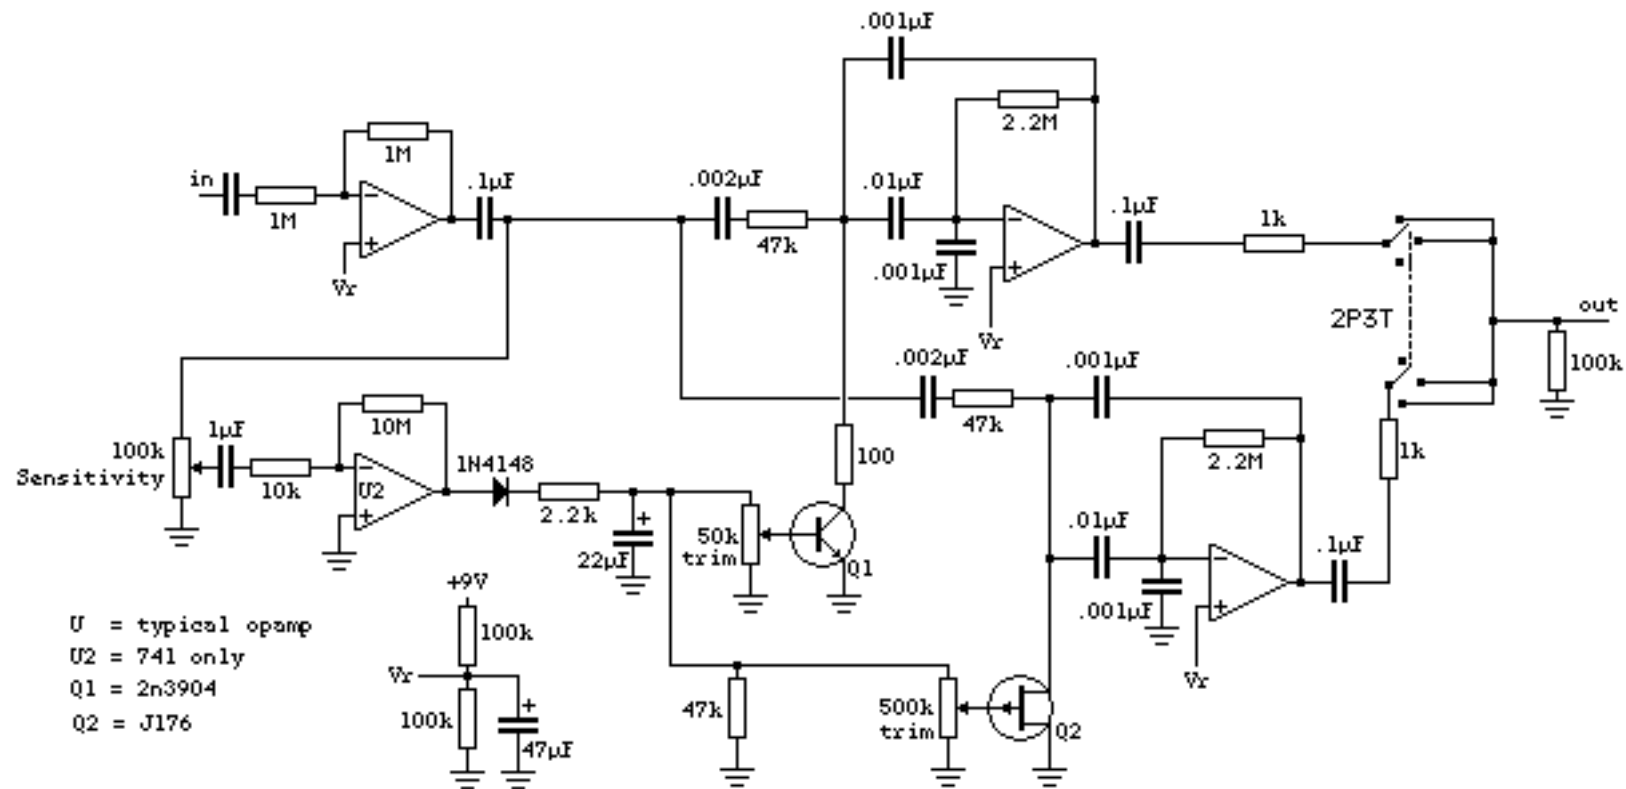 .001µF
2.2M
1M
in
.1µF
.002µF
.01µF
.1µF
1k
1M
-
+
47k
-
+
.001µF
Vr
Vr
2P3T
out
100k
.002µF
.001µF
47k
10M
100k
Sensitivity
1µF
10k
-
U2
+
1N4148
2.2k
100
2.2M
1k
+
22µF
50k
trim
Q1
.01µF
-
+
.1µF
.001µF
Vr
+9V
100k
Vr
100k
+
47µF
47k
500k
trim
Q2
U = typical opamp
U2 = 741 only
Q1 = 2n3904
Q2 = J176